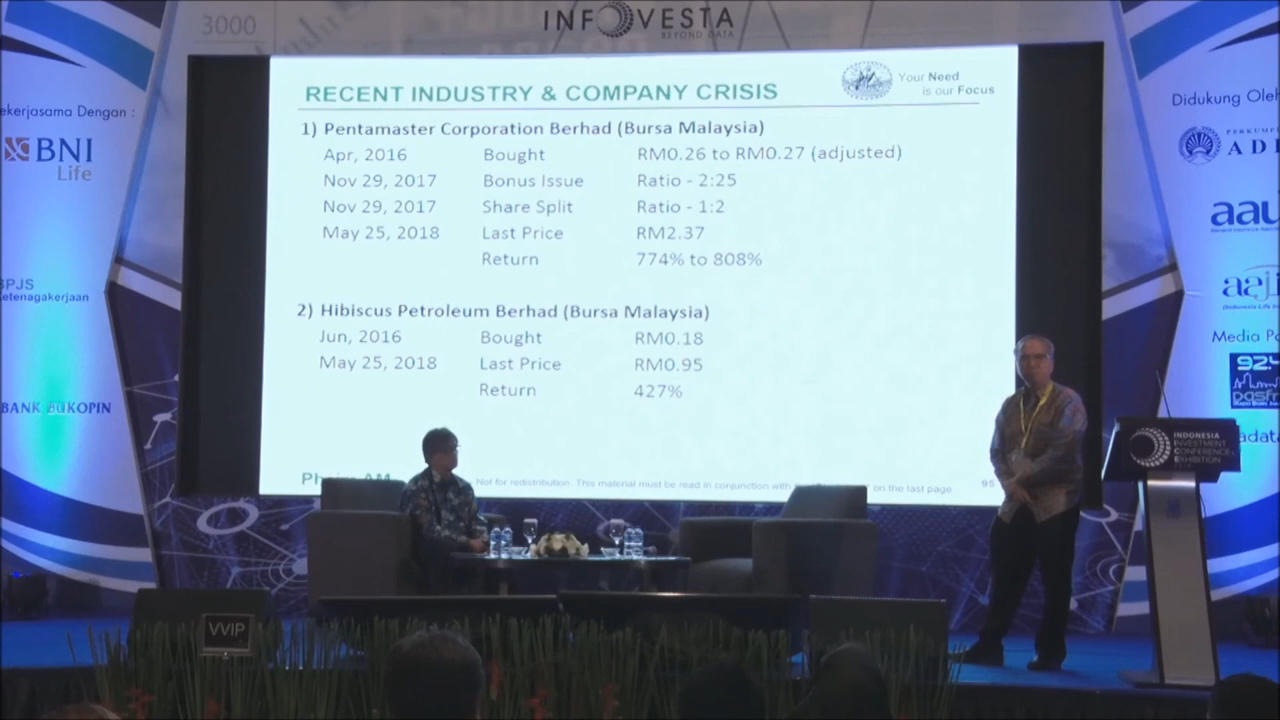 3000
INFOVESTA
BEYOND DATA
ekerjasama Dengan :
BNI
Life
BPJS
Ketenagakerjaan
BANK BUKOPIN
RECENT INDUSTRY & COMPANY CRISIS
Your Need
is our Focus
1) Pentamaster Corporation Berhad (Bursa Malaysia)
Apr, 2016 Bought RM0.26 to RM0.27 (adjusted)
Nov 29, 2017 Bonus Issue Ratio - 2:25
Nov 29, 2017 Share Split Ratio - 1:2
May 25, 2018 Last Price RM2.37
Return 774% to 808%
2) Hibiscus Petroleum Berhad (Bursa Malaysia)
Jun, 2016 Bought RM0.18
May 25, 2018 Last Price RM0.95
Return 427%
AM
Not for redistribution. This material must be read in conjunction with
on the last page
95
Didukung Oleh
PERKUMPU
AD
aau
aaji
Media Pa
92.4
pasfm
adata
INDONESIA
INVESTMENT
CONFERENCE &
EXHIBITION
VVIP